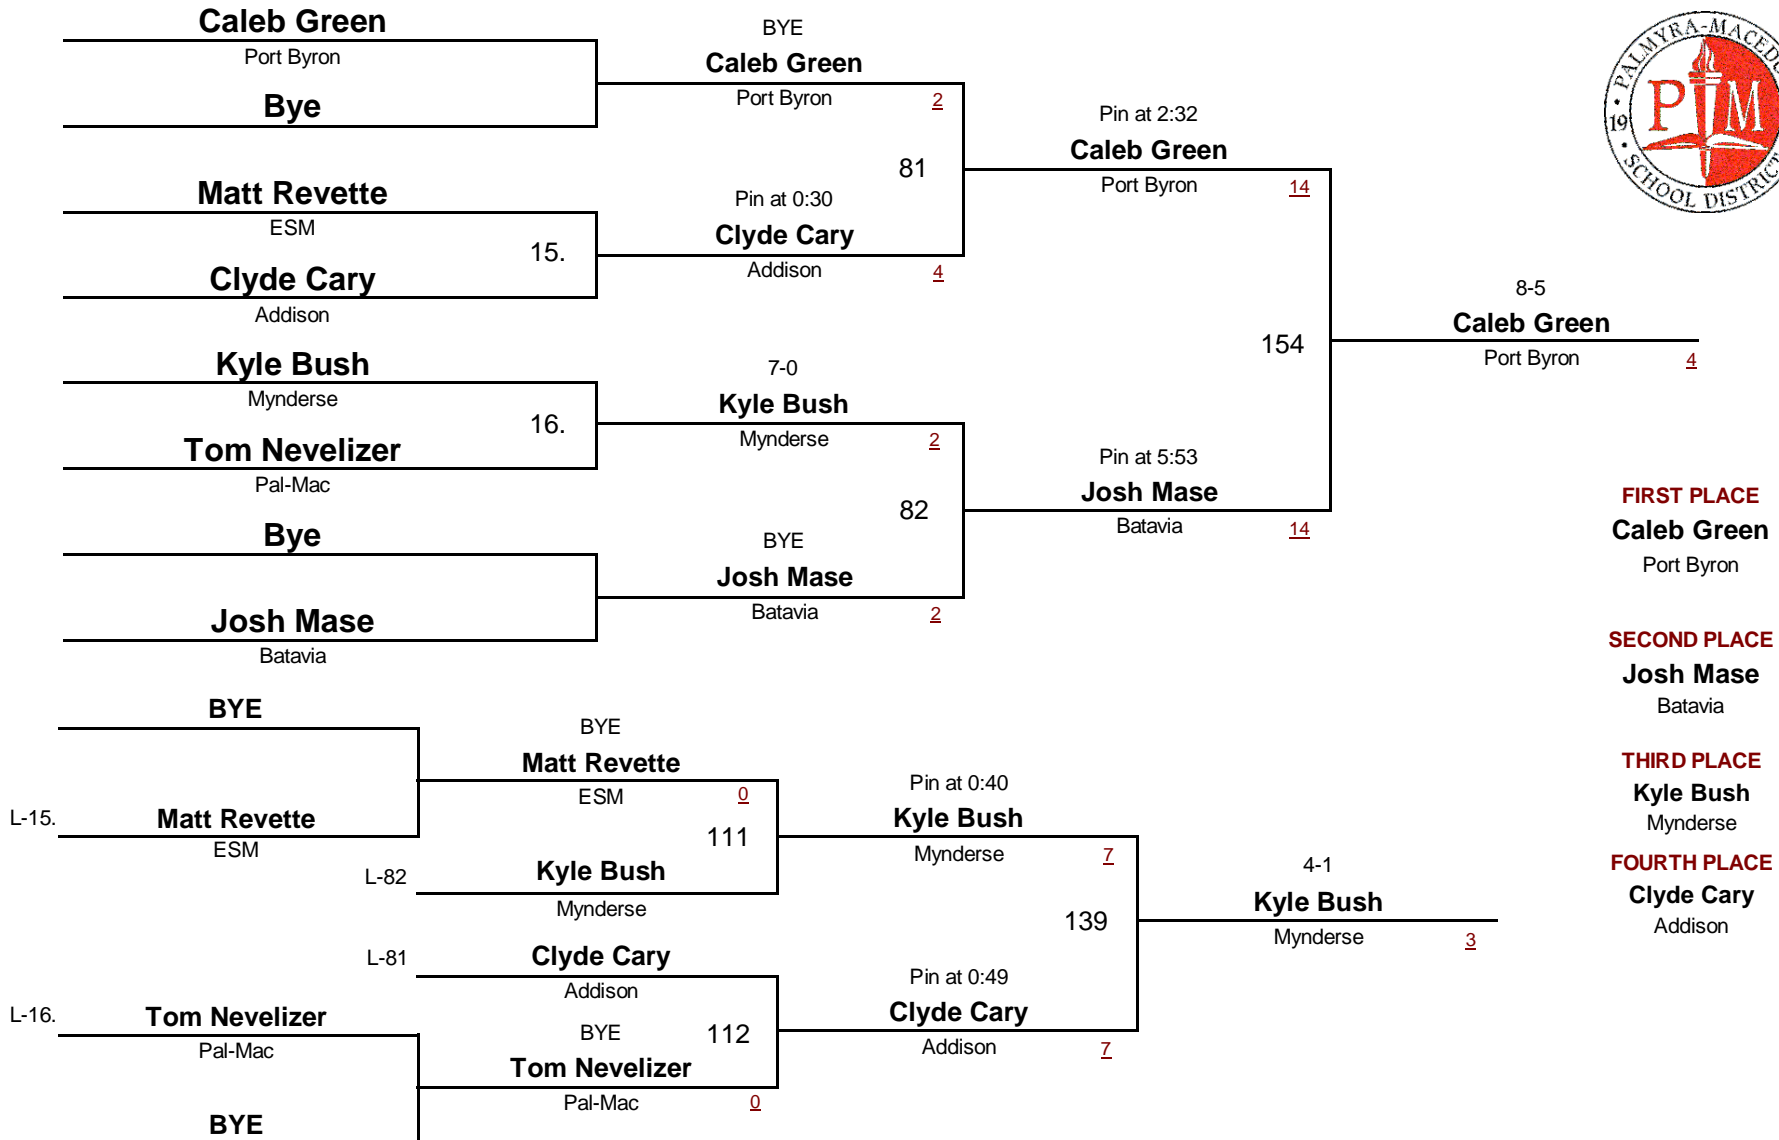 Caleb Green
Port Byron
Bye
BYE
Caleb Green
Port Byron
2
81
Matt Revette
ESM
15.
Clyde Cary
Addison
Pin at 0:30
Clyde Cary
Addison
4
Pin at 2:32
Caleb Green
Port Byron
14
Kyle Bush
Mynderse
16.
Tom Nevelizer
Pal-Mac
7-0
Kyle Bush
Mynderse
2
82
Bye
Josh Mase
Batavia
BYE
Josh Mase
Batavia
2
Pin at 5:53
Josh Mase
Batavia
14
154
8-5
Caleb Green
Port Byron
4
PALMYRA-MACED
19
P M
SCHOOL DISTRICT
FIRST PLACE
Caleb Green
Port Byron
SECOND PLACE
Josh Mase
Batavia
THIRD PLACE
Kyle Bush
Mynderse
FOURTH PLACE
Clyde Cary
Addison
BYE
L-15.
Matt Revette
ESM
BYE
Matt Revette
ESM
0
111
L-82
Kyle Bush
Mynderse
Pin at 0:40
Kyle Bush
Mynderse
7
139
L-81
Clyde Cary
Addison
L-16.
Tom Nevelizer
Pal-Mac
BYE
BYE
112
Tom Nevelizer
Pal-Mac
0
Pin at 0:49
Clyde Cary
Addison
7
4-1
Kyle Bush
Mynderse
3